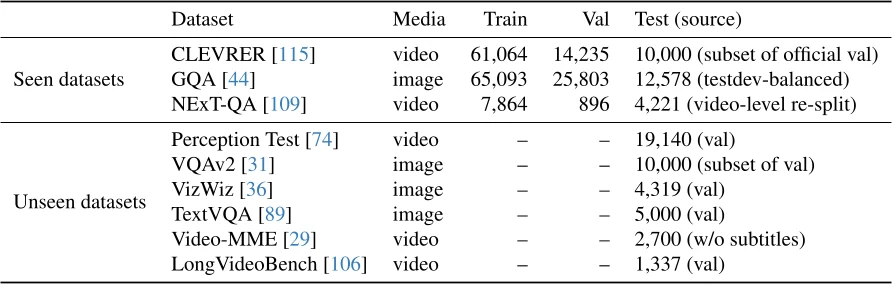 Dataset Media Train Val Test (source)
CLEVRER [115] video 61,064 14,235 10,000 (subset of official val)
Seen datasets GQA [44] image 65,093 25,803 12,578 (testdev-balanced)
NExT-QA [109] video 7,864 896 4,221 (video-level re-split)
Perception Test [74] video – – 19,140 (val)
VQAv2 [31] image – – 10,000 (subset of val)
VizWiz [36] image – – 4,319 (val)
Unseen datasets
TextVQA [89] image – – 5,000 (val)
Video-MME [29] video – – 2,700 (w/o subtitles)
LongVideoBench [106] video – – 1,337 (val)